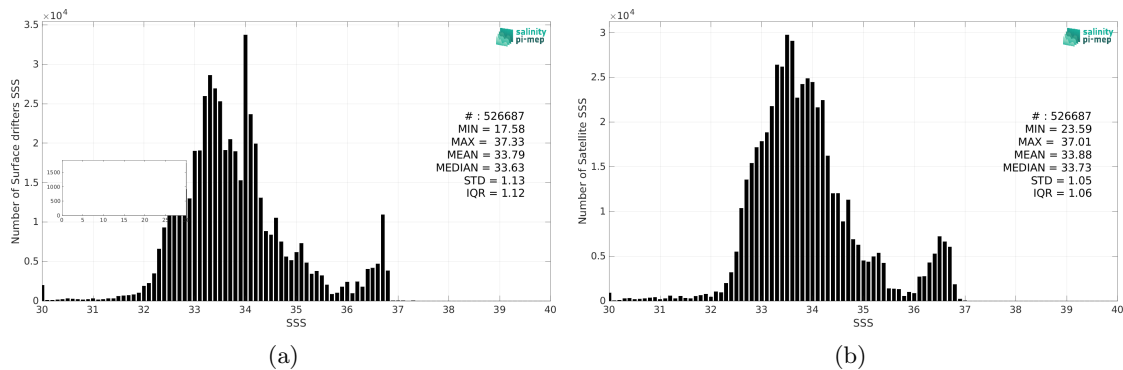 ×10⁴
3.5
3
2.5
2
1.5
1
0.5
0
Number of Surface drifters SSS
1500
1000
500
0
0 5 10 15 20 25
salinity
pi-mep
# : 526687
MIN = 17.58
MAX = 37.33
MEAN = 33.79
MEDIAN = 33.63
STD = 1.13
IQR = 1.12
30 31 32 33 34 35 36 37 38 39 40
SSS
(a)
×10⁴
3
2.5
2
1.5
1
0.5
0
Number of Satellite SSS
salinity
pi-mep
# : 526687
MIN = 23.59
MAX = 37.01
MEAN = 33.88
MEDIAN = 33.73
STD = 1.05
IQR = 1.06
30 31 32 33 34 35 36 37 38 39 40
SSS
(b)